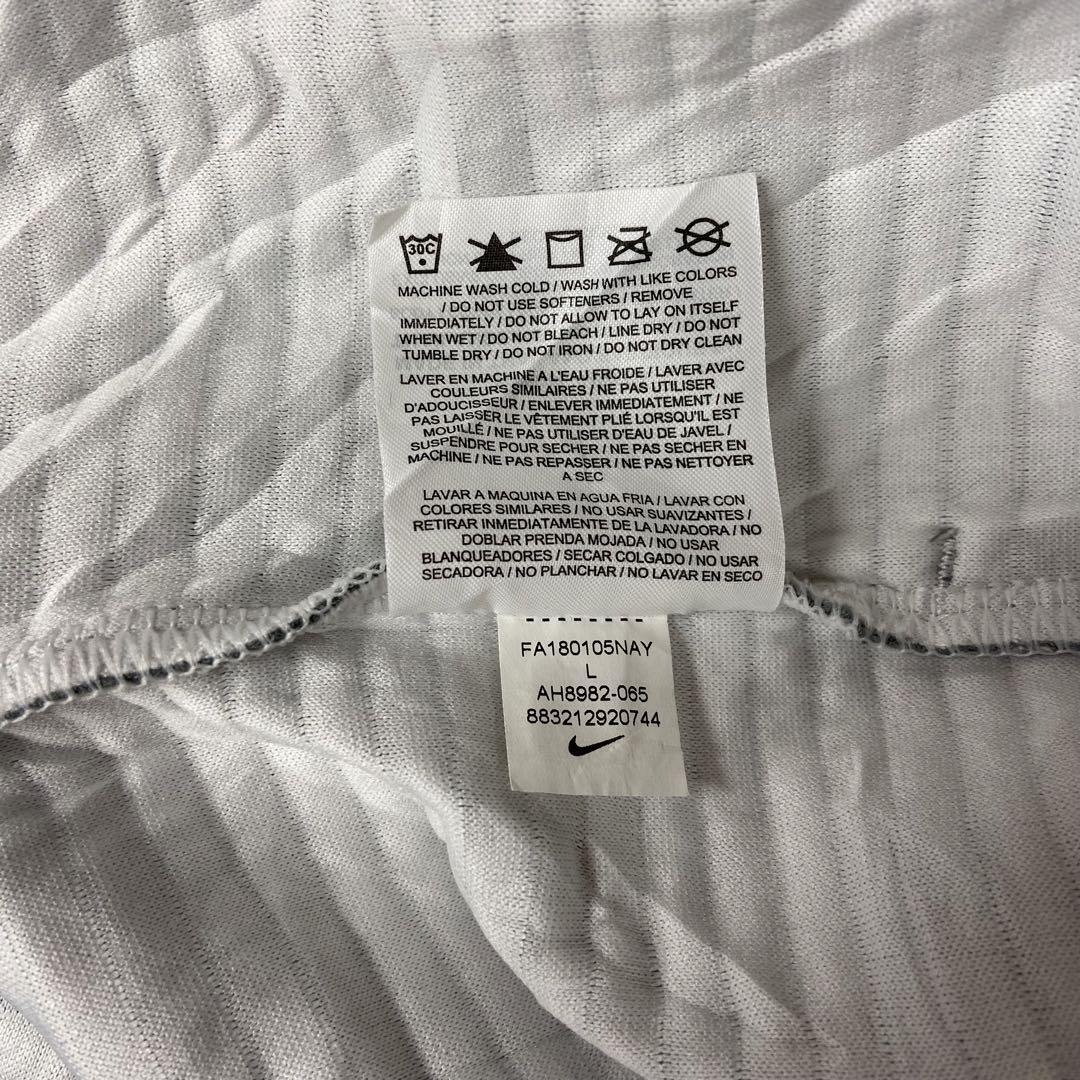 30C
MACHINE WASH COLD / WASH WITH LIKE COLORS
/ DO NOT USE SOFTENERS / REMOVE
IMMEDIATELY / DO NOT ALLOW TO LAY ON ITSELF
WHEN WET / DO NOT BLEACH / LINE DRY / DO NOT
TUMBLE DRY / DO NOT IRON / DO NOT DRY CLEAN
LAVER EN MACHINE A L'EAU FROIDE / LAVER AVEC
COULEURS SIMILAIRES / NE PAS UTILISER
D'ADOUCISSEUR / ENLEVER IMMEDIATEMENT / NE
PAS LAISSER LE VÊTEMENT PLIÉ LORSQU'IL EST
MOUILLÉ / NE PAS UTILISER D'EAU DE JAVEL /
SUSPENDRE POUR SECHER / NE PAS SECHER EN
MACHINE / NE PAS REPASSER / NE PAS NETTOYER
A SEC
LAVAR A MAQUINA EN AGUA FRIA / LAVAR CON
COLORES SIMILARES / NO USAR SUAVIZANTES /
RETIRAR INMEDIATAMENTE DE LA LAVADORA / NO
DOBLAR PRENDA MOJADA / NO USAR
BLANQUEADORES / SECAR COLGADO / NO USAR
SECADORA / NO PLANCHAR / NO LAVAR EN SECO
FA180105NAY
L
AH8982-065
883212920744